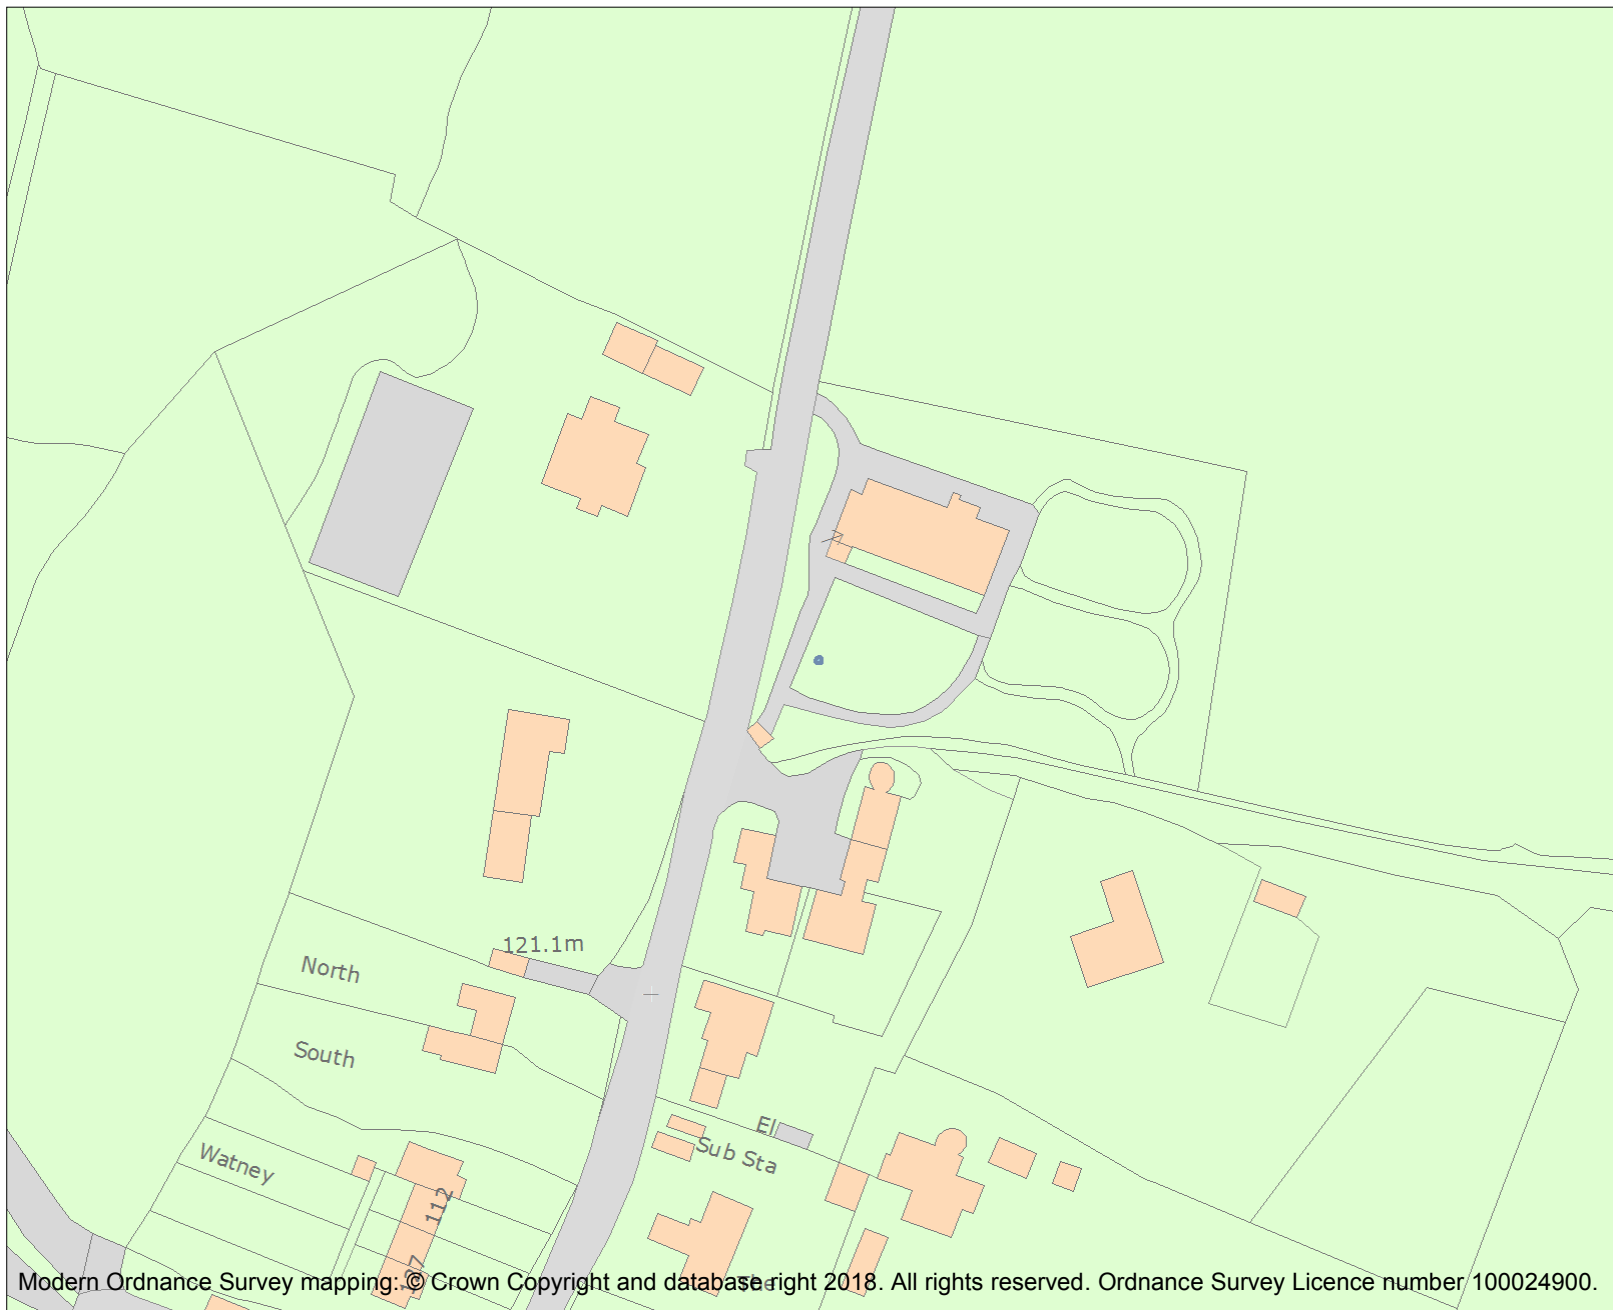 121.1m
North
South
El
Sub Sta
Watney
112
The
Modern Ordnance Survey mapping: © Crown Copyright and database right 2018. All rights reserved. Ordnance Survey Licence number 100024900.